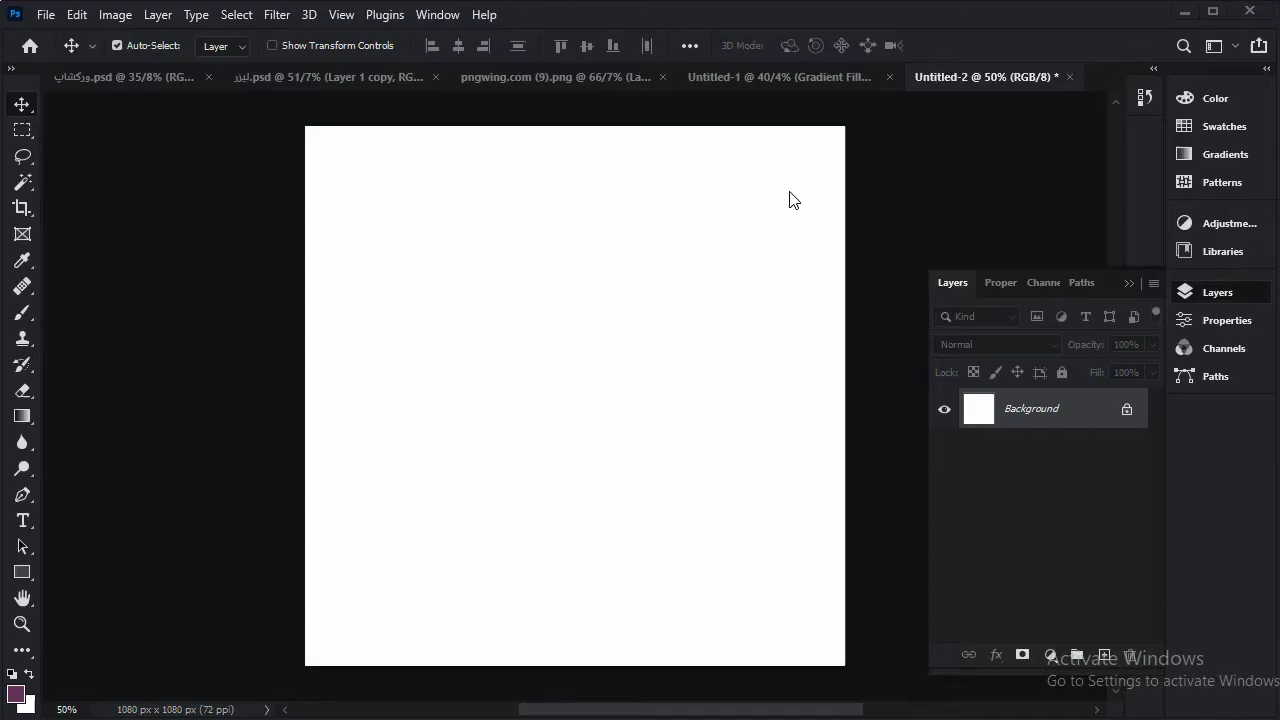 Ps File Edit Image Layer Type Select Filter 3D View Plugins Window Help
Auto-Select: Layer Show Transform Controls 3D Mode:
ورکشاپ.psd @ 35/8% (RG... لیزر.psd @ 51/7% (Layer 1 copy, RG... pngwing.com (9).png @ 66/7% (La... Untitled-1 @ 40/4% (Gradient Fill... Untitled-2 @ 50% (RGB/8) *
Color
Swatches
Gradients
Patterns
Adjustme...
Libraries
Layers
Properties
Channels
Paths
Layers Proper Channe Paths
Kind
Normal Opacity: 100%
Lock: Fill: 100%
Background
fx
Activate Windows
Go to Settings to activate Windows.
50% 1080 px x 1080 px (72 ppi)